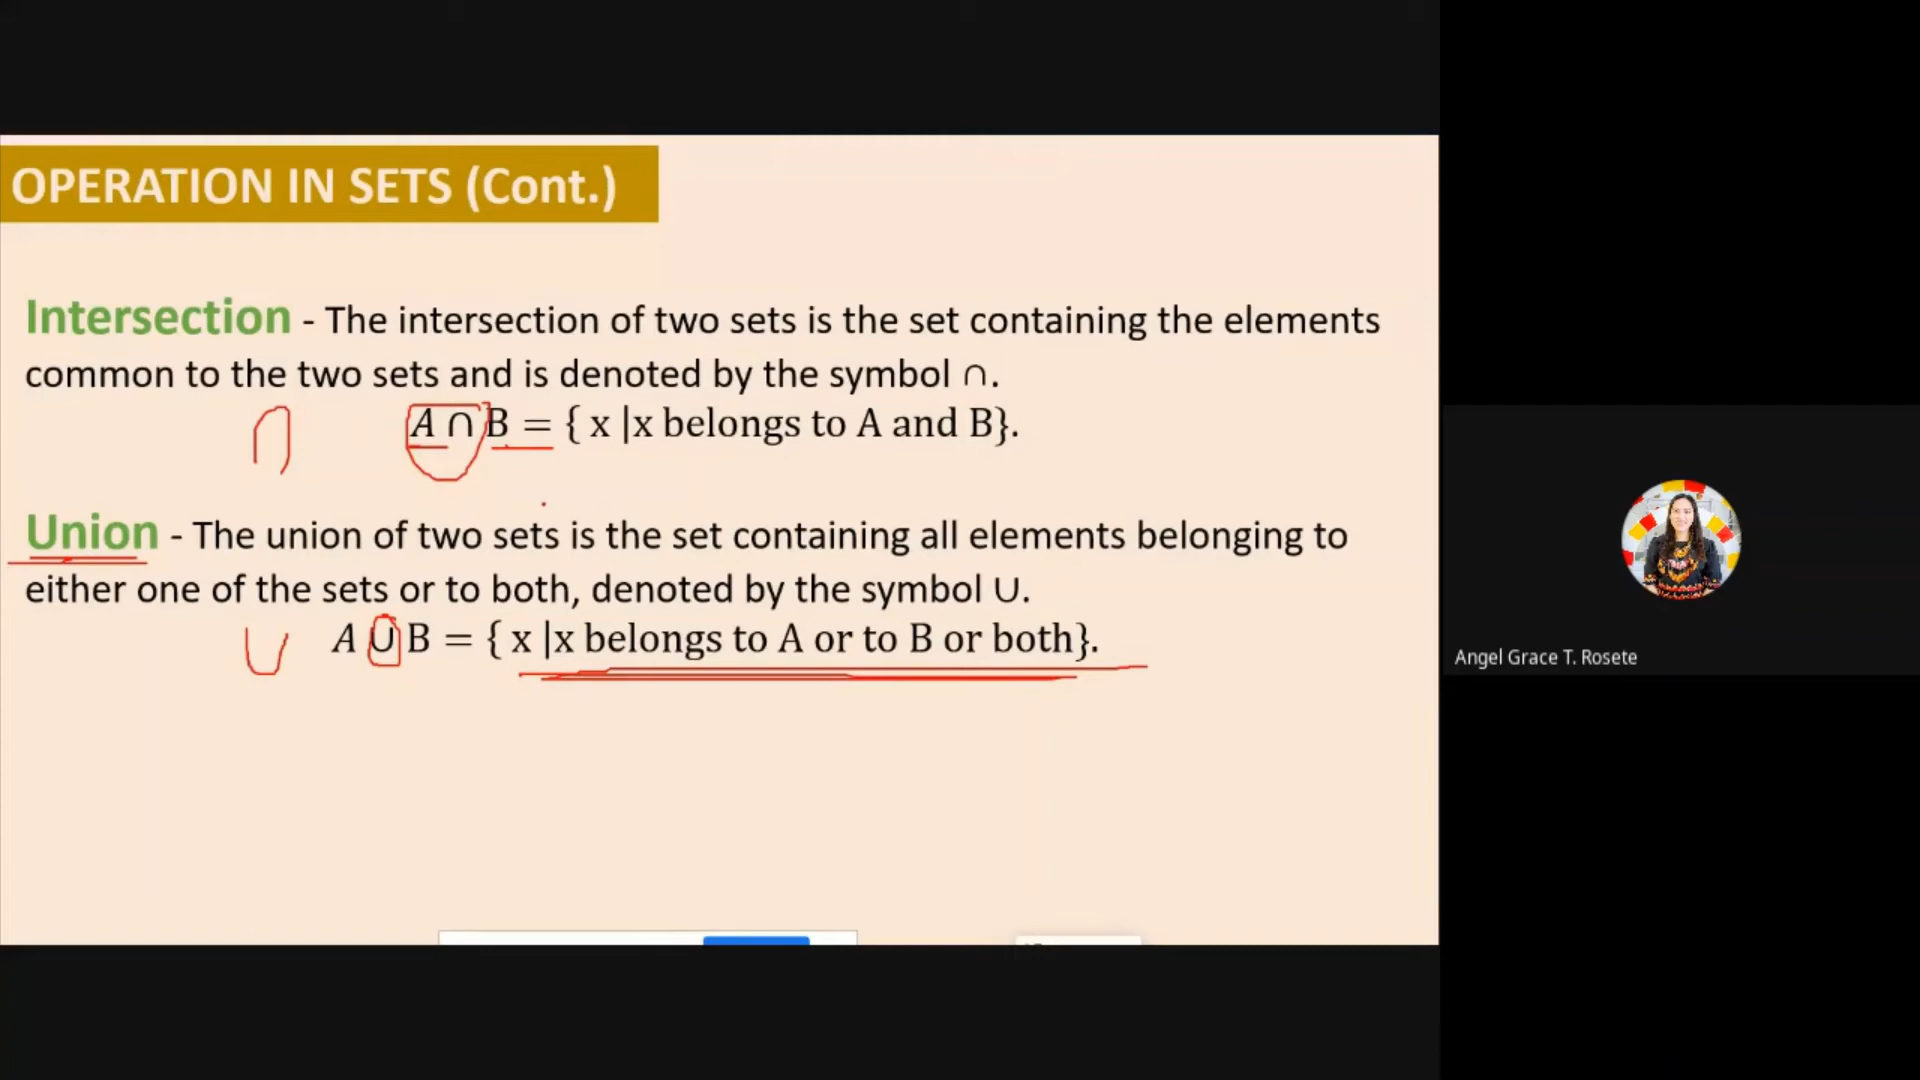 OPERATION IN SETS (Cont.)
Intersection - The intersection of two sets is the set containing the elements
common to the two sets and is denoted by the symbol ∩.
∩ A ∩ B = { x |x belongs to A and B}.
Union - The union of two sets is the set containing all elements belonging to
either one of the sets or to both, denoted by the symbol ∪.
∪ A ∪ B = { x |x belongs to A or to B or both}.
Angel Grace T. Rosete